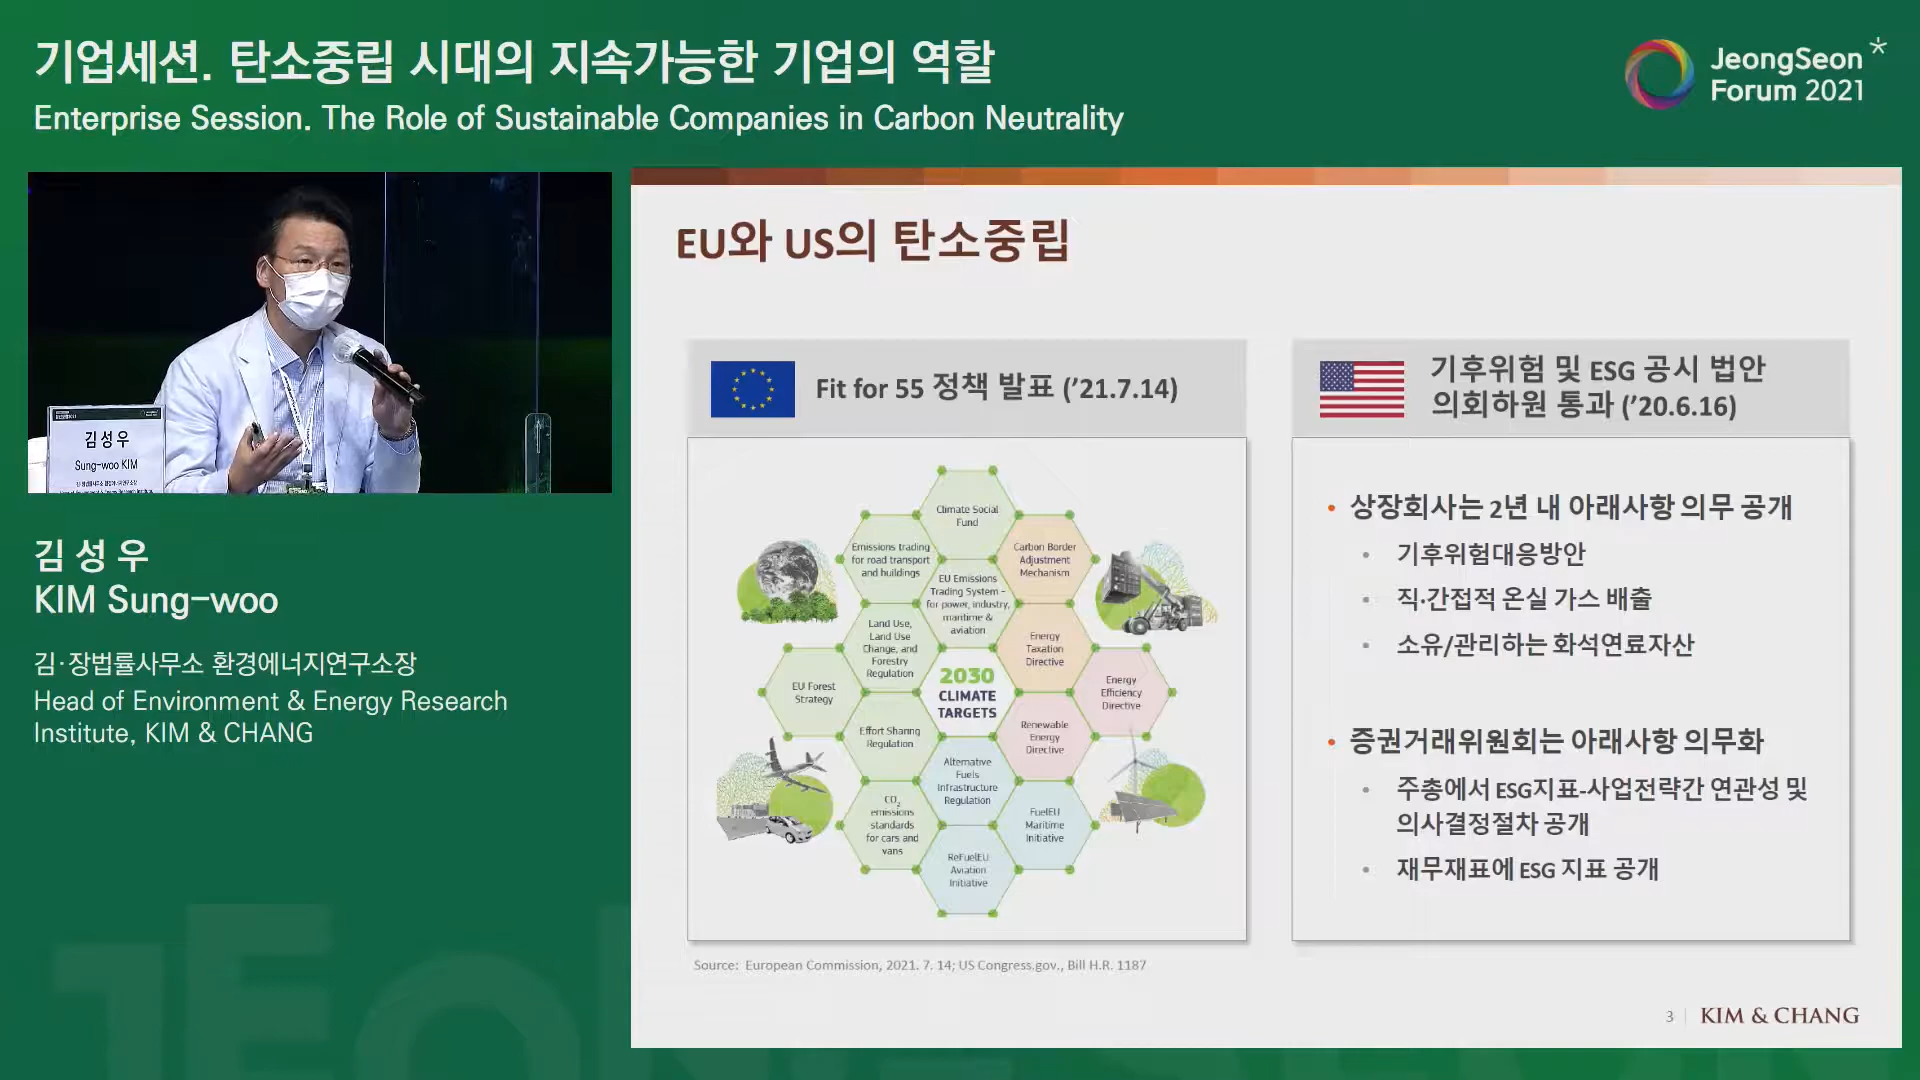 기업세션. 탄소중립 시대의 지속가능한 기업의 역할
Enterprise Session. The Role of Sustainable Companies in Carbon Neutrality
JeongSeon
Forum 2021
김성우
Sung-woo KIM
김 성 우
KIM Sung-woo
김·장법률사무소 환경에너지연구소장
Head of Environment & Energy Research
Institute, KIM & CHANG
EU와 US의 탄소중립
Fit for 55 정책 발표 ('21.7.14)
Climate Social
Fund
Emissions trading
for road transport
and buildings
Carbon Border
Adjustment
Mechanism
EU Emissions
Trading System -
for power, industry,
maritime &
aviation
Land Use,
Land Use
Change, and
Forestry
Regulation
Energy
Taxation
Directive
EU Forest
Strategy
2030
CLIMATE
TARGETS
Energy
Efficiency
Directive
Effort Sharing
Regulation
Renewable
Energy
Directive
Alternative
Fuels
Infrastructure
Regulation
CO2
emissions
standards
for cars and
vans
FuelEU
Maritime
Initiative
ReFuelEU
Aviation
Initiative
기후위험 및 ESG 공시 법안
의회하원 통과 ('20.6.16)
• 상장회사는 2년 내 아래사항 의무 공개
• 기후위험대응방안
• 직·간접적 온실 가스 배출
• 소유/관리하는 화석연료자산
• 증권거래위원회는 아래사항 의무화
• 주총에서 ESG지표-사업전략간 연관성 및
의사결정절차 공개
• 재무재표에 ESG 지표 공개
Source: European Commission, 2021. 7. 14; US Congress.gov., Bill H.R. 1187
3 | KIM & CHANG